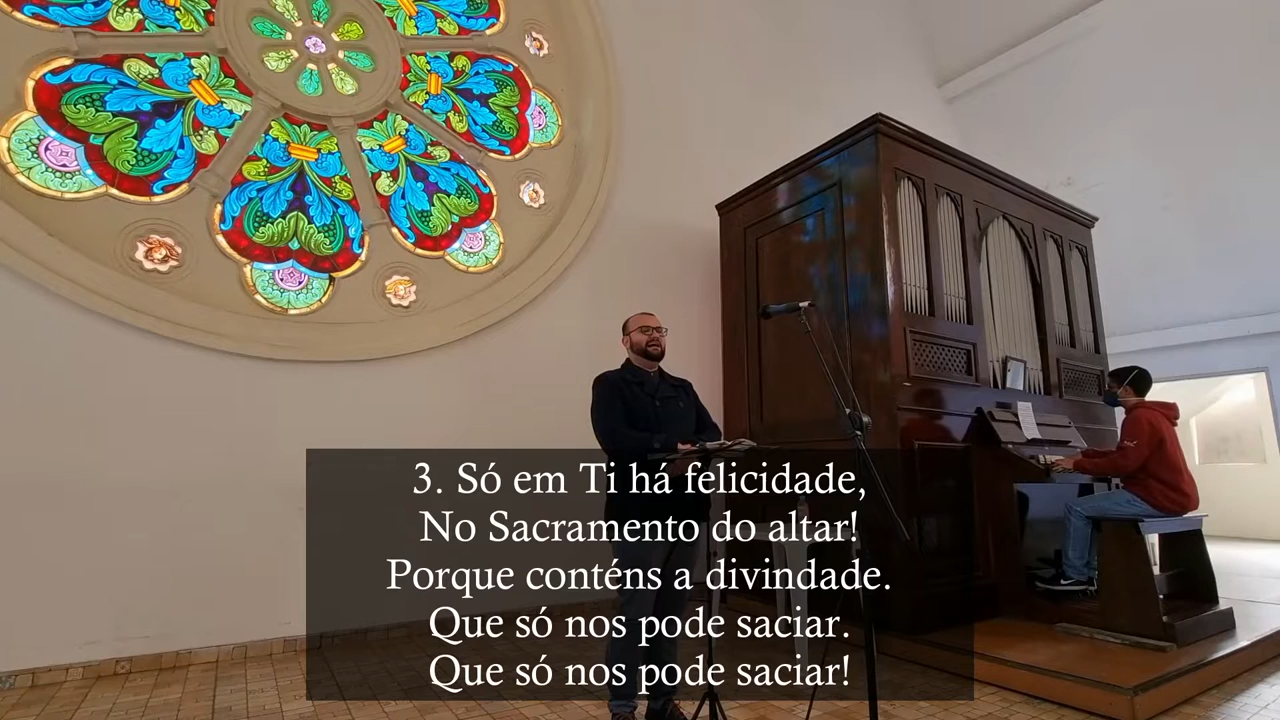 3. Só em Ti há felicidade,
No Sacramento do altar!
Porque conténs a divindade.
Que só nos pode saciar.
Que só nos pode saciar!